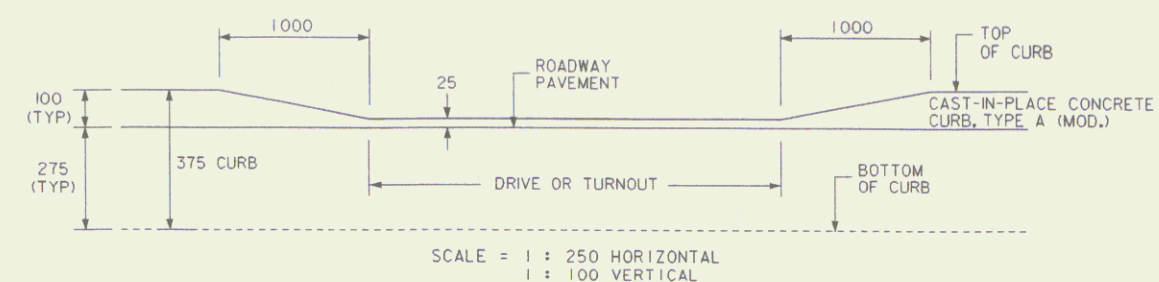 1000
1000
TOP
OF CURB
ROADWAY
PAVEMENT
25
100
(TYP)
CAST-IN-PLACE CONCRETE
CURB, TYPE A (MOD.)
275
(TYP)
375 CURB
DRIVE OR TURNOUT
BOTTOM
OF CURB
SCALE = 1 : 250 HORIZONTAL
1 : 100 VERTICAL